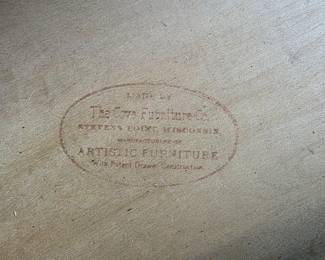 MADE BY
The Coye Furniture Co.
STEVENS POINT, WISCONSIN
MANUFACTURERS OF
ARTISTIC FURNITURE
With Patent Drawer Construction